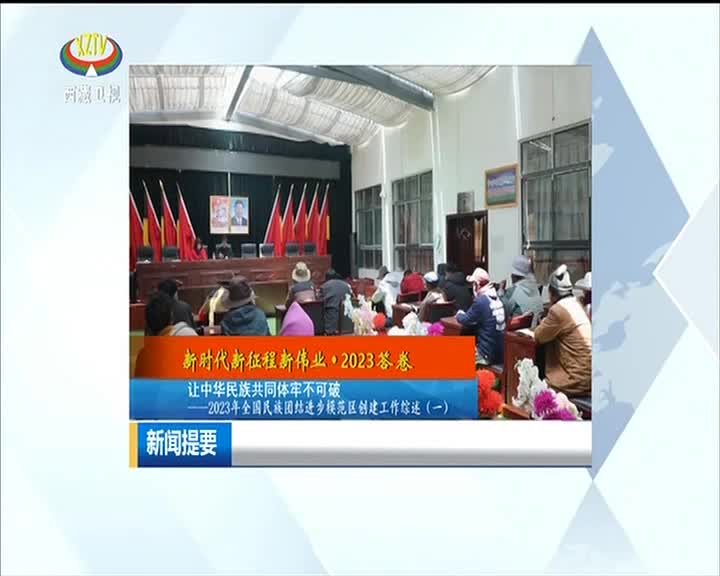 XZTV
西藏卫视
新时代新征程新伟业·2023答卷
让中华民族共同体牢不可破
——2023年全国民族团结进步模范区创建工作综述（一）
新闻提要